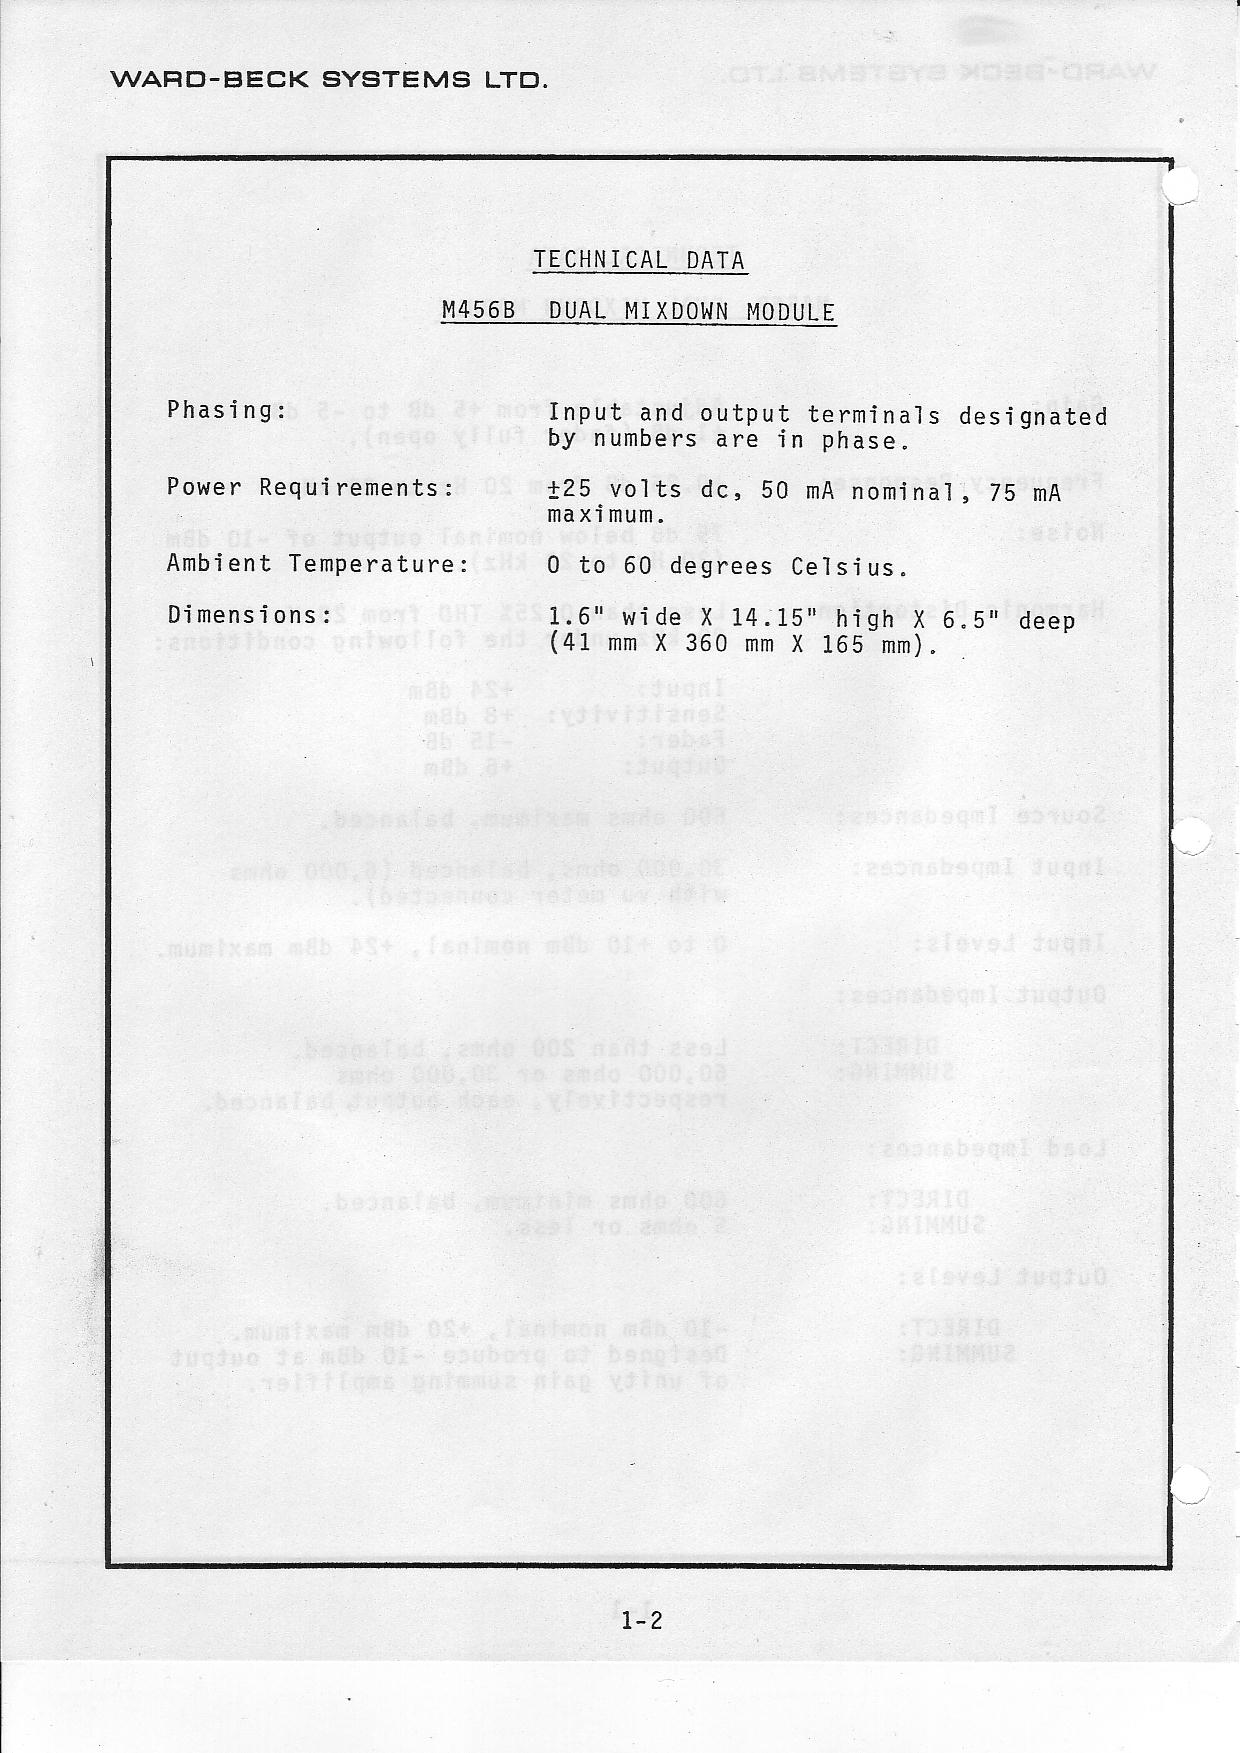 WARD-BECK SYSTEMS LTD.
TECHNICAL DATA
M456B DUAL MIXDOWN MODULE
Phasing: Input and output terminals designated
by numbers are in phase.
Power Requirements: ±25 volts dc, 50 mA nominal, 75 mA
maximum.
Ambient Temperature: 0 to 60 degrees Celsius.
Dimensions: 1.6" wide X 14.15" high X 6.5" deep
(41 mm X 360 mm X 165 mm).
1-2